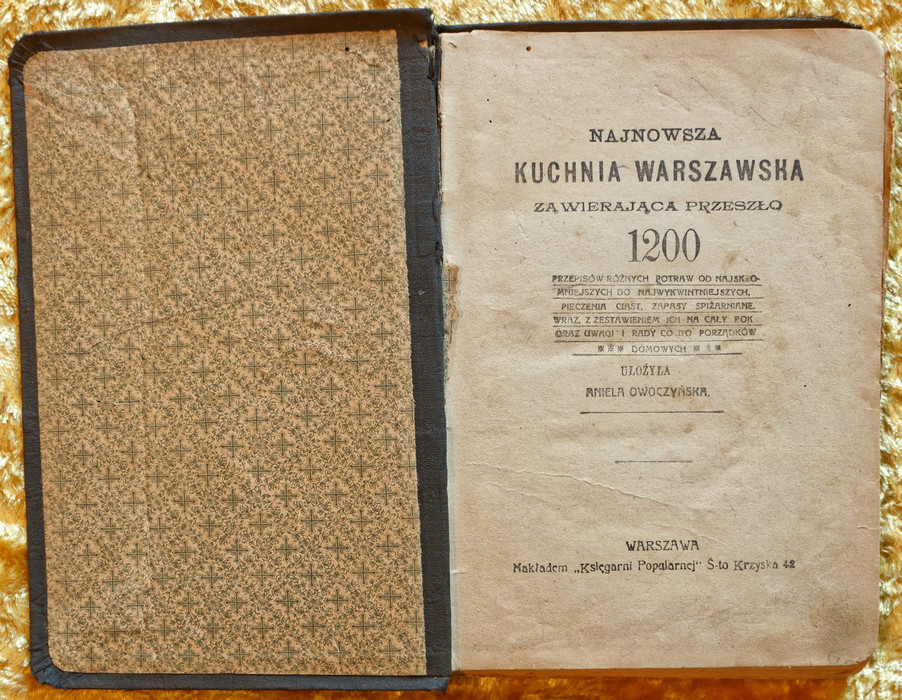 NAJNOWSZA
KUCHNIA WARSZAWSKA
ZAWIERAJĄCA PRZESZŁO
1200
PRZEPISÓW RÓŻNYCH POTRAW OD NAJSKRO-
MNIEJSZYCH DO NAJWYKWINTNIEJSZYCH,
PIECZENIA CIAST, ZAPASY SPIŻARNIANE
WRAZ, Z ZESTAWIENIEM ICH NA CAŁY ROK
ORAZ UWAGI I RADY CO DO PORZĄDKÓW
DOMOWYCH
UŁOŻYŁA
ANIELA OWOCZYŃSKA.
WARSZAWA
Nakładem „Księgarni Popularnej" Ś-to Krzyska 42